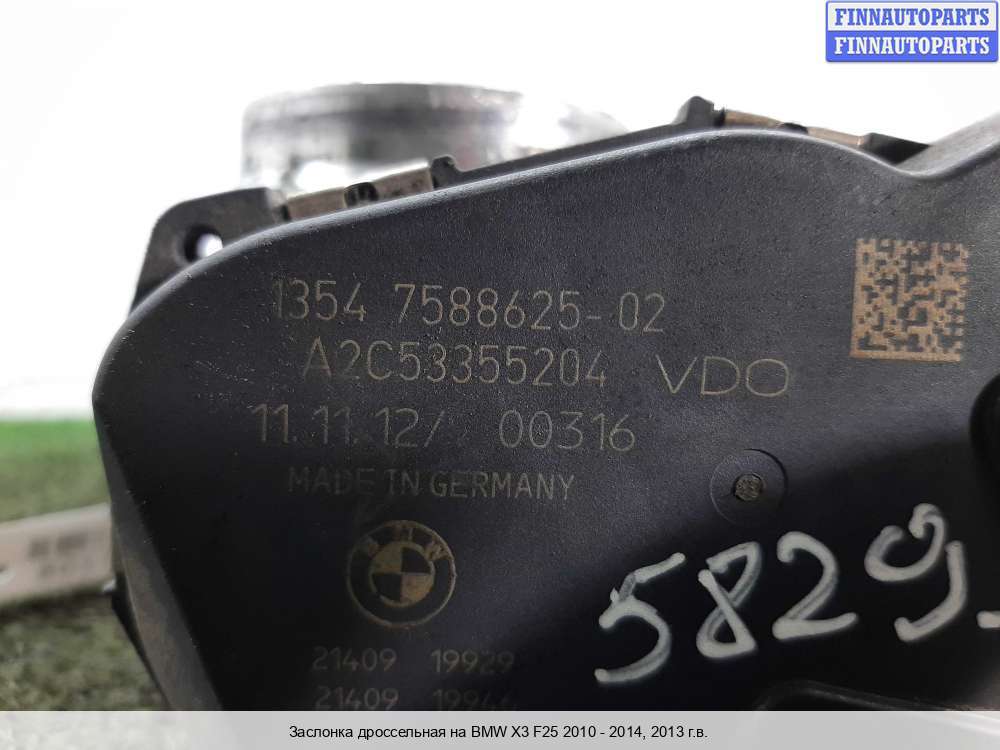 FINNAUTOPARTS
FINNAUTOPARTS
1354 7588625-02
A2C53355204 VDO
11.11.12/ 00316
MADE IN GERMANY
BMW
5829
21409 19929
21409
Заслонка дроссельная на BMW X3 F25 2010 - 2014, 2013 г.в.